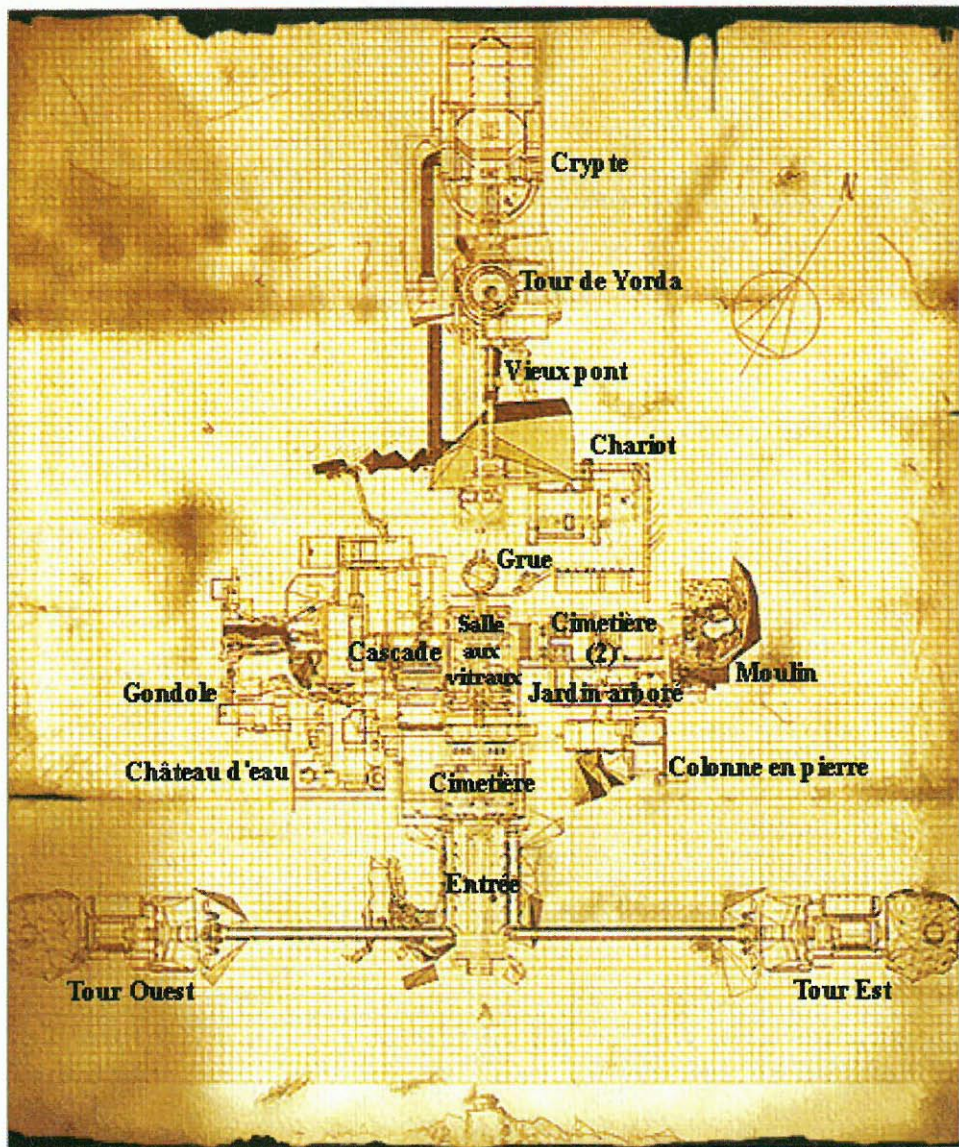 Crypte
N
Tour de Yorda
Vieux pont
Chariot
Grue
Salle
aux
vitraux
Cimetière
(2)
Cascade
Moulin
Gondole
Jardin arboré
Château d'eau
Colonne en pierre
Cimetière
Entrée
Tour Ouest
Tour Est